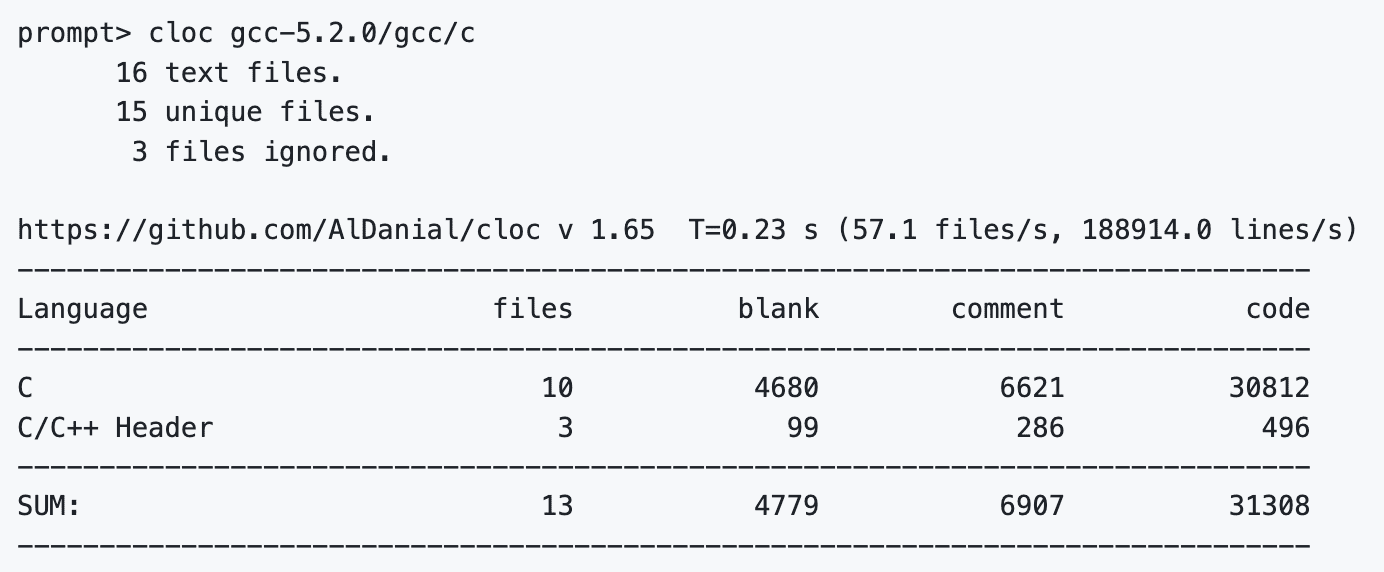 prompt> cloc gcc-5.2.0/gcc/c
      16 text files.
      15 unique files.
       3 files ignored.

https://github.com/AlDanial/cloc v 1.65  T=0.23 s (57.1 files/s, 188914.0 lines/s)
-------------------------------------------------------------------------------
Language                     files          blank        comment           code
-------------------------------------------------------------------------------
C                               10           4680           6621          30812
C/C++ Header                     3             99            286            496
-------------------------------------------------------------------------------
SUM:                            13           4779           6907          31308
-------------------------------------------------------------------------------